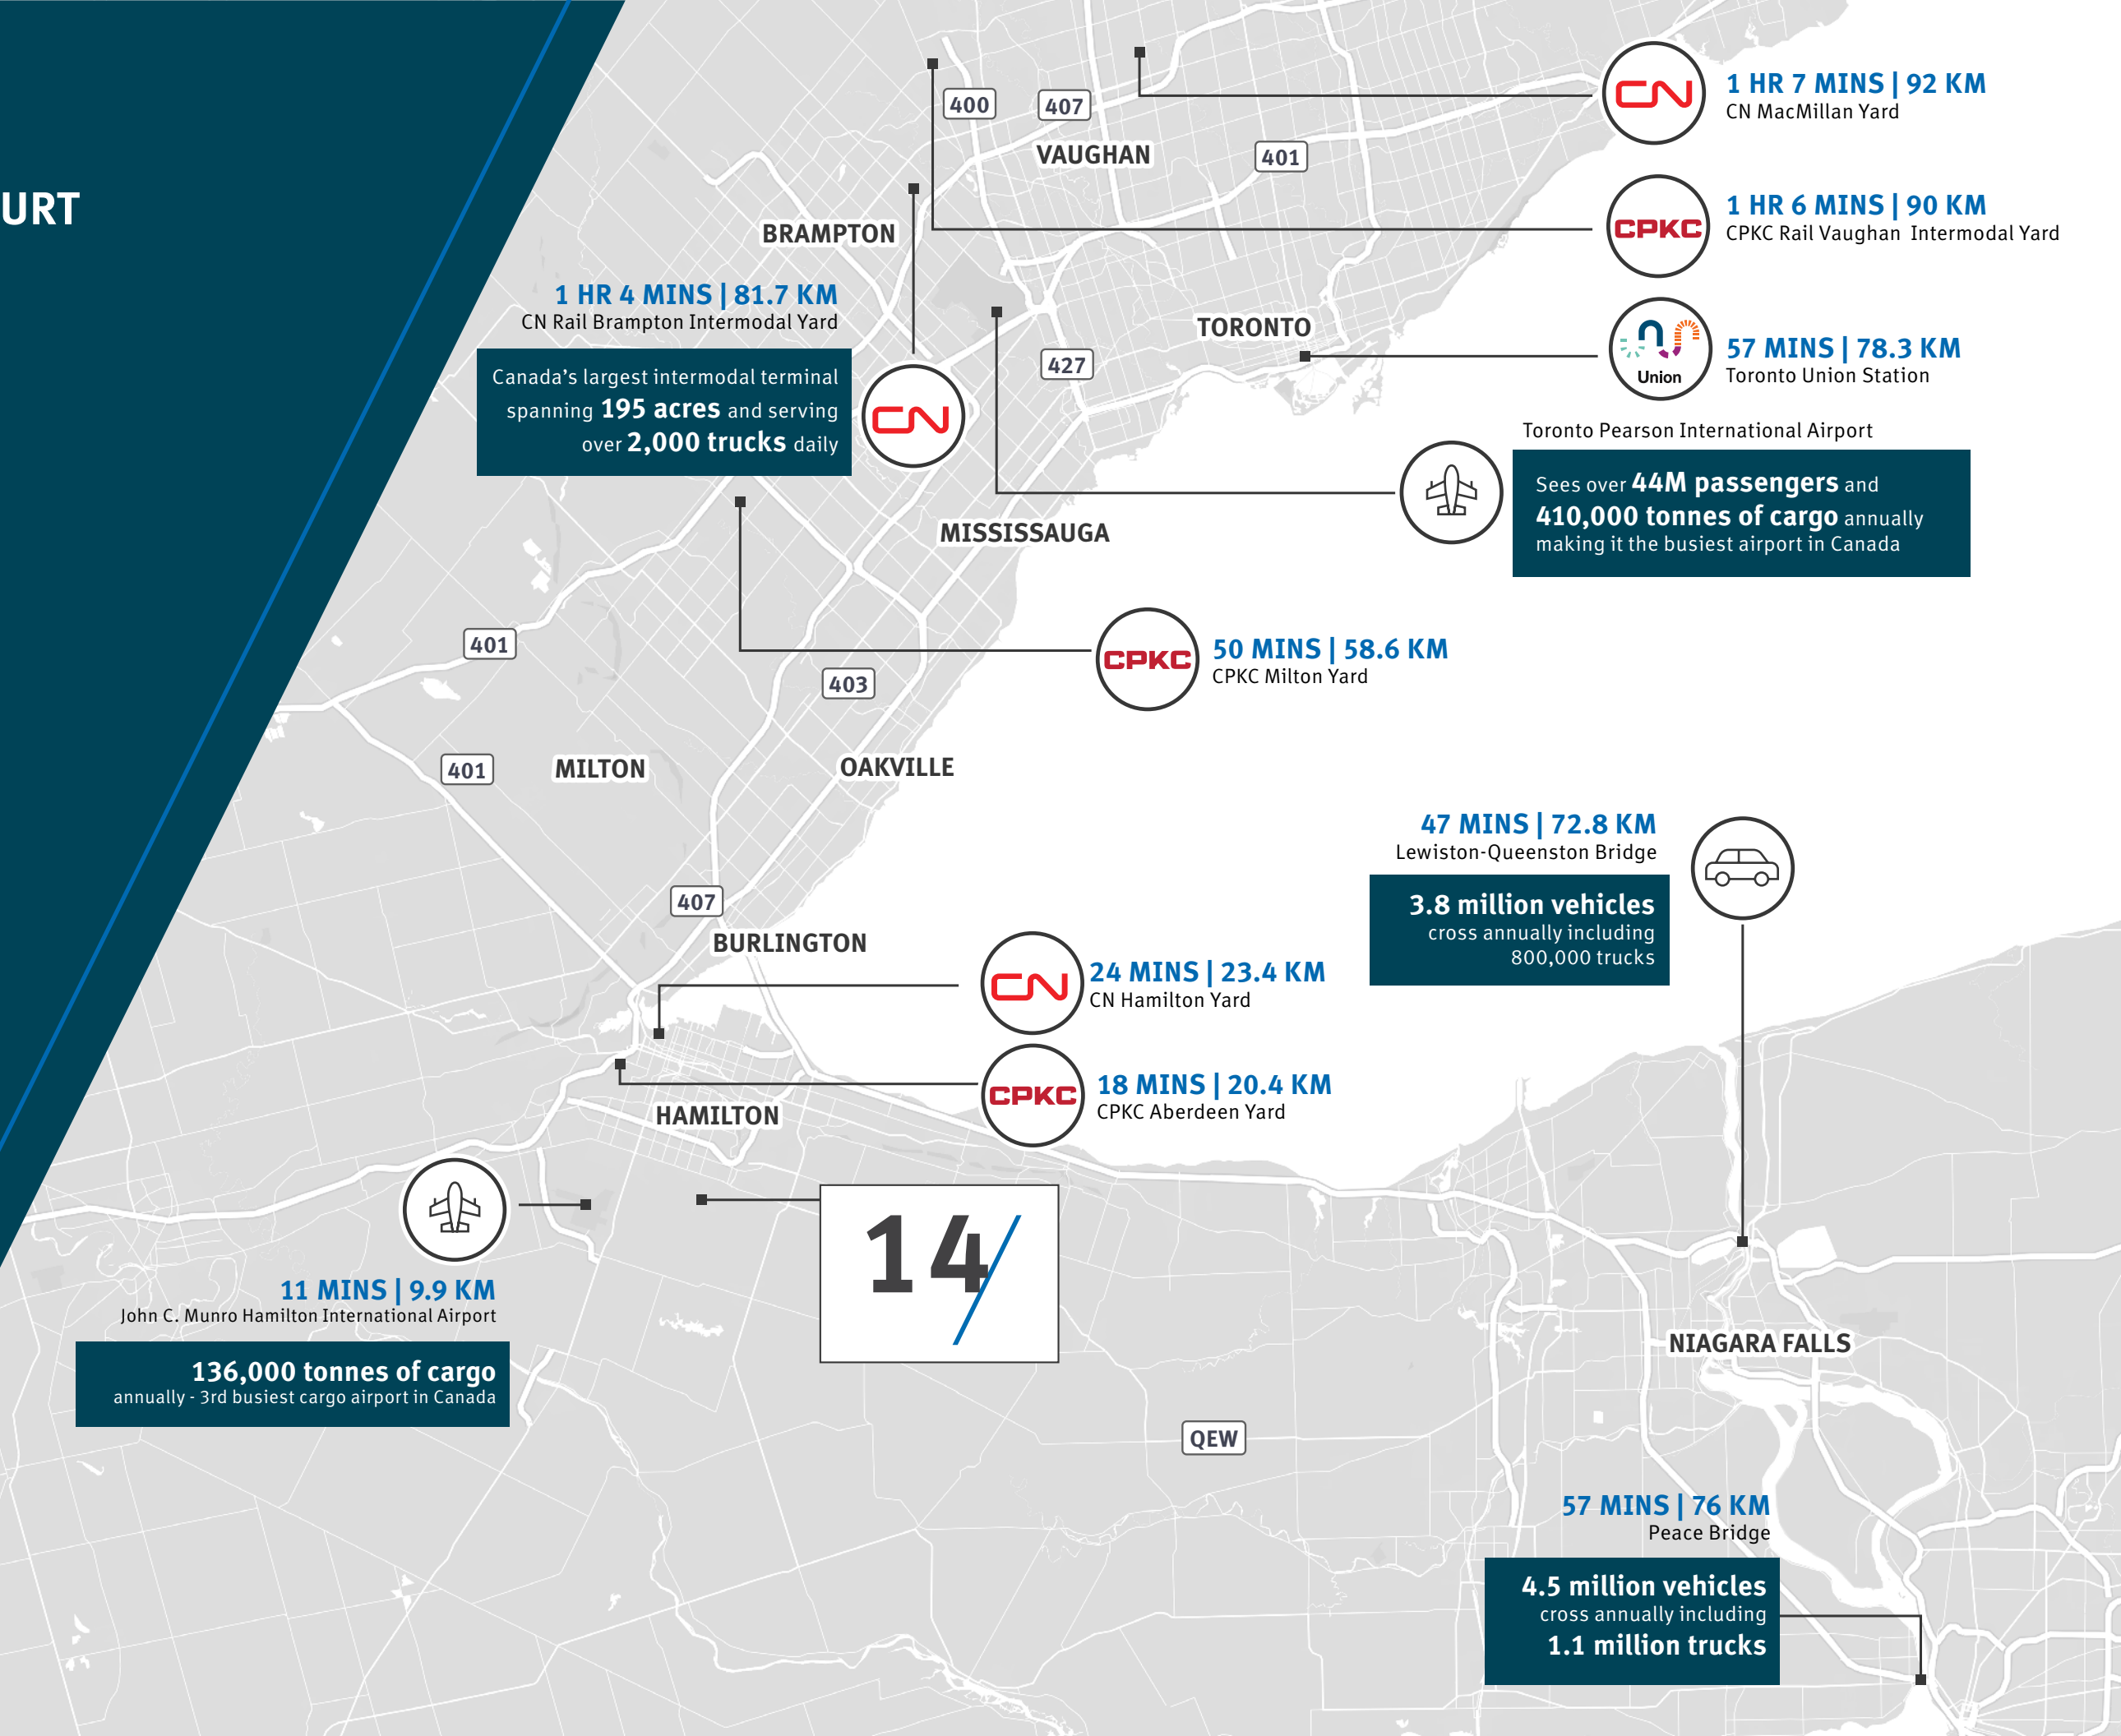 URT
400
407
VAUGHAN
401
CN
1 HR 7 MINS | 92 KM
CN MacMillan Yard
BRAMPTON
CPKC
1 HR 6 MINS | 90 KM
CPKC Rail Vaughan Intermodal Yard
1 HR 4 MINS | 81.7 KM
CN Rail Brampton Intermodal Yard
Canada's largest intermodal terminal
spanning 195 acres and serving
over 2,000 trucks daily
CN
427
TORONTO
Union
57 MINS | 78.3 KM
Toronto Union Station
Toronto Pearson International Airport
Sees over 44M passengers and
410,000 tonnes of cargo annually
making it the busiest airport in Canada
MISSISSAUGA
401
CPKC
50 MINS | 58.6 KM
CPKC Milton Yard
403
401
MILTON
OAKVILLE
47 MINS | 72.8 KM
Lewiston-Queenston Bridge
3.8 million vehicles
cross annually including
800,000 trucks
407
BURLINGTON
CN
24 MINS | 23.4 KM
CN Hamilton Yard
CPKC
18 MINS | 20.4 KM
CPKC Aberdeen Yard
HAMILTON
14/
11 MINS | 9.9 KM
John C. Munro Hamilton International Airport
136,000 tonnes of cargo
annually - 3rd busiest cargo airport in Canada
NIAGARA FALLS
QEW
57 MINS | 76 KM
Peace Bridge
4.5 million vehicles
cross annually including
1.1 million trucks